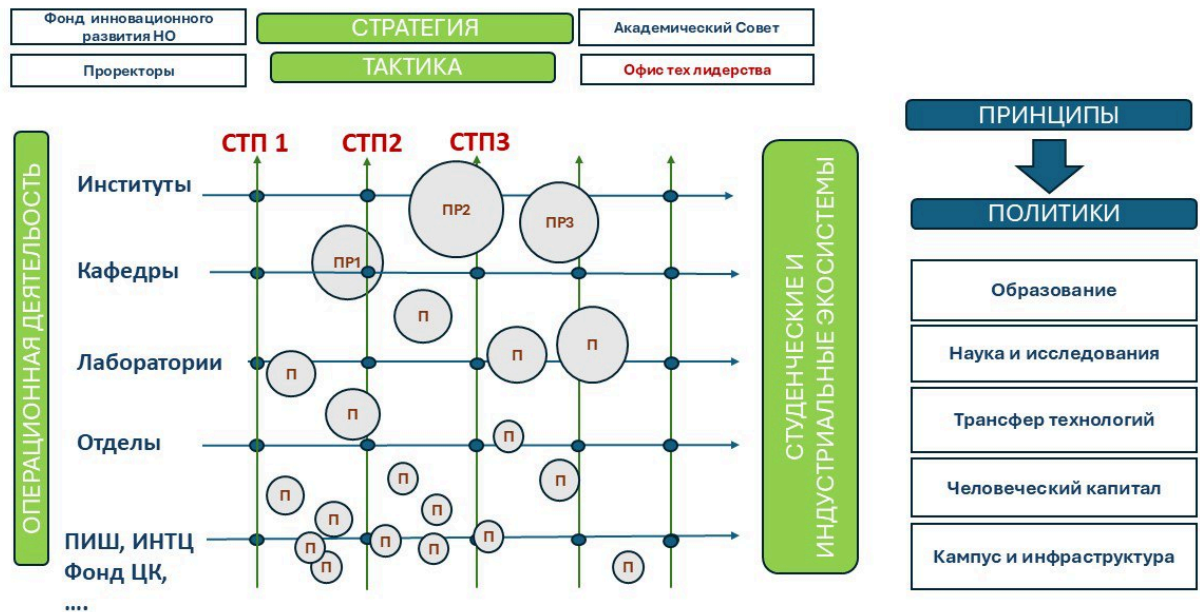 Фонд инновационного
развития НО
СТРАТЕГИЯ
Академический Совет
Проректоры
ТАКТИКА
Офис тех лидерства
ПРИНЦИПЫ
ПОЛИТИКИ
Образование
Наука и исследования
Трансфер технологий
Человеческий капитал
Кампус и инфраструктура
ОПЕРАЦИОННАЯ ДЕЯТЕЛЬОСТЬ
СТП 1
СТП2
СТП3
Институты
ПР2
ПР3
Кафедры
ПР1
П
Лаборатории
П
П
П
П
Отделы
П
П
П
П
П
П
ПИШ, ИНТЦ
Фонд ЦК,
....
П
П
П
П
П
П
СТУДЕНЧЕСКИЕ И
ИНДУСТРИАЛЬНЫЕ ЭКОСИСТЕМЫ